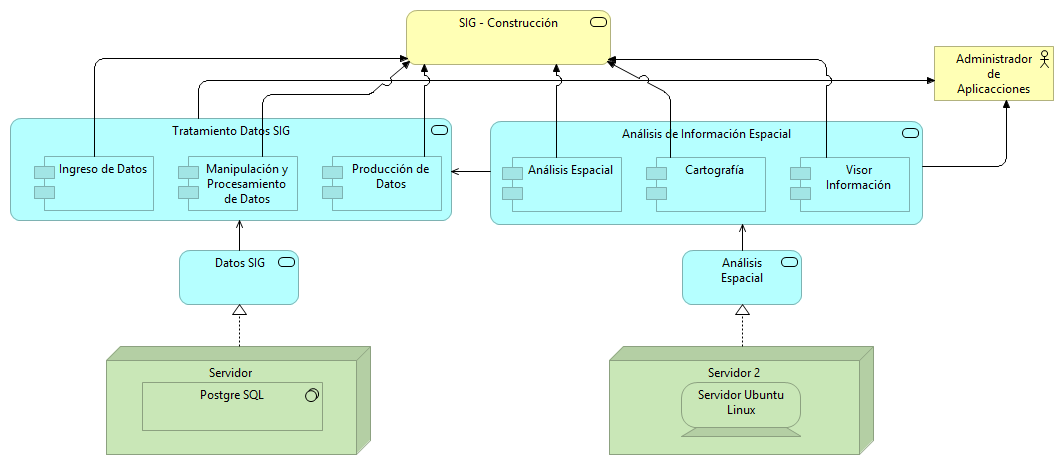 SIG - Construcción
Administrador
de
Aplicacciones
Tratamiento Datos SIG
Ingreso de Datos
Manipulación y
Procesamiento
de Datos
Producción de
Datos
Análisis de Información Espacial
Análisis Espacial
Cartografía
Visor
Información
Datos SIG
Análisis
Espacial
Servidor
Postgre SQL
Servidor 2
Servidor Ubuntu
Linux